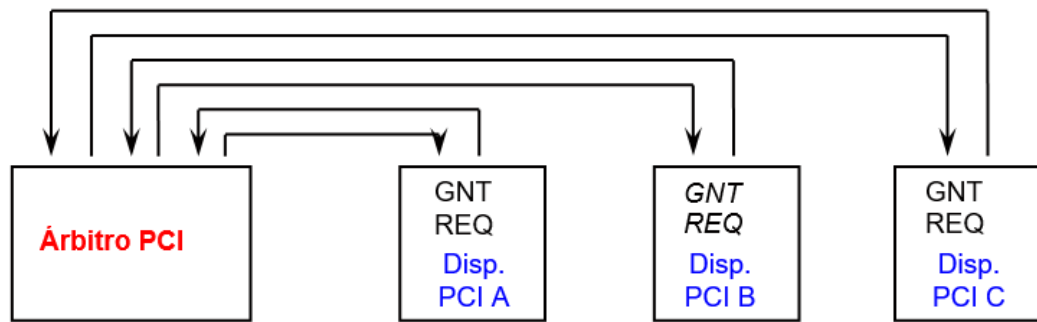 Árbitro PCI
GNT
REQ
Disp.
PCI A
GNT
REQ
Disp.
PCI B
GNT
REQ
Disp.
PCI C